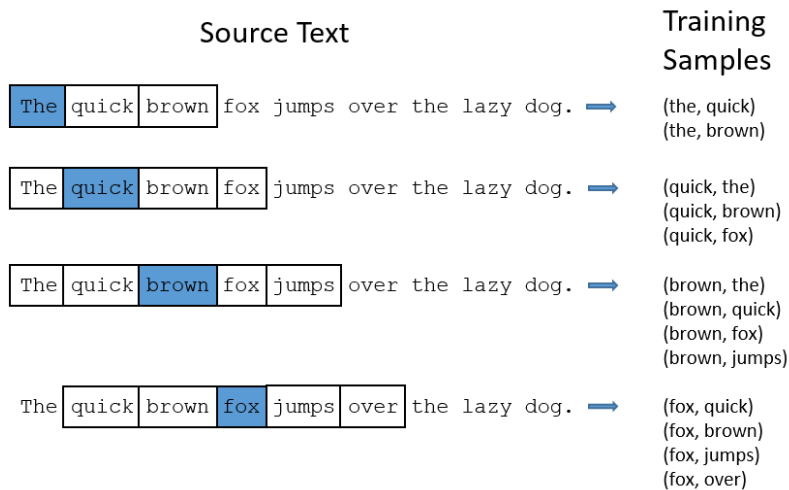 Source Text
Training
Samples
The quick brown fox jumps over the lazy dog.
(the, quick)
(the, brown)
The quick brown fox jumps over the lazy dog.
(quick, the)
(quick, brown)
(quick, fox)
The quick brown fox jumps over the lazy dog.
(brown, the)
(brown, quick)
(brown, fox)
(brown, jumps)
The quick brown fox jumps over the lazy dog.
(fox, quick)
(fox, brown)
(fox, jumps)
(fox, over)